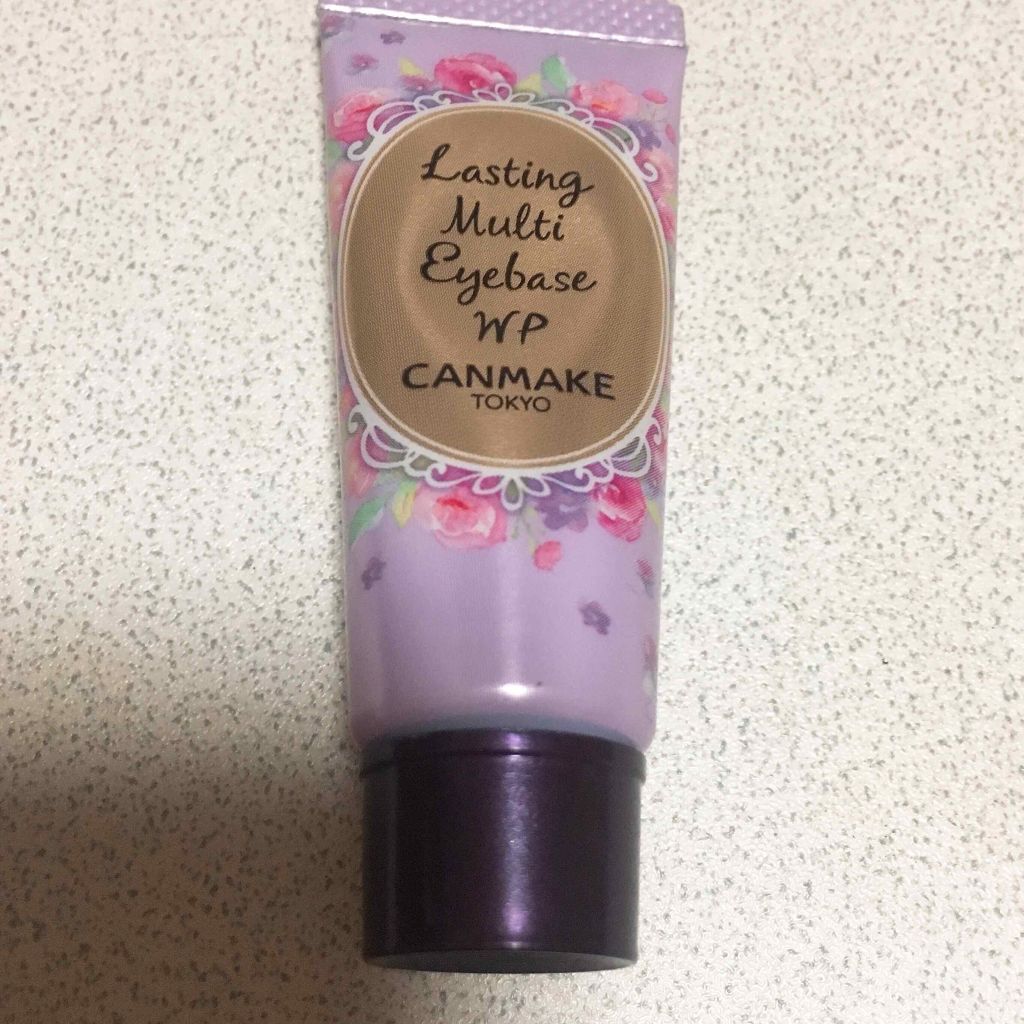 Lasting
Multi
Eyebase
WP
CANMAKE
TOKYO